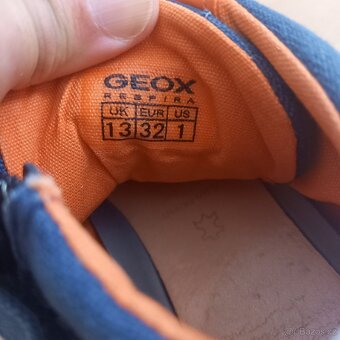 GEOX
RESPIRA
UK EUR US
13 32 1